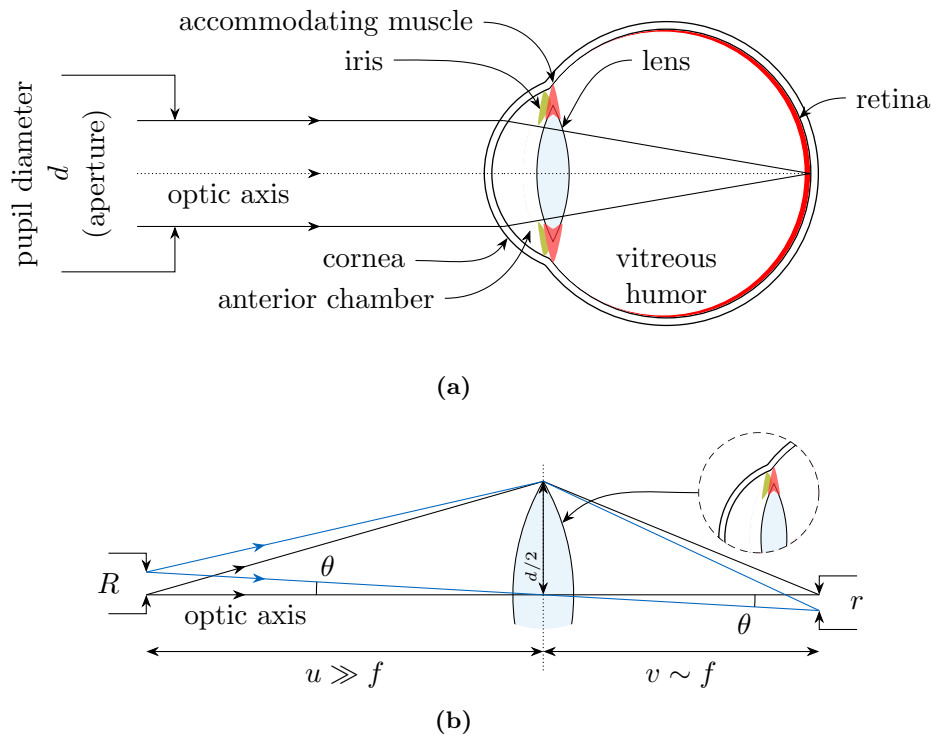 accommodating muscle
iris
lens
retina
pupil diameter
d
(aperture)
optic axis
cornea
anterior chamber
vitreous
humor
(a)
R
θ
d/2
optic axis
θ
r
u ≫ f
v ∼ f
(b)